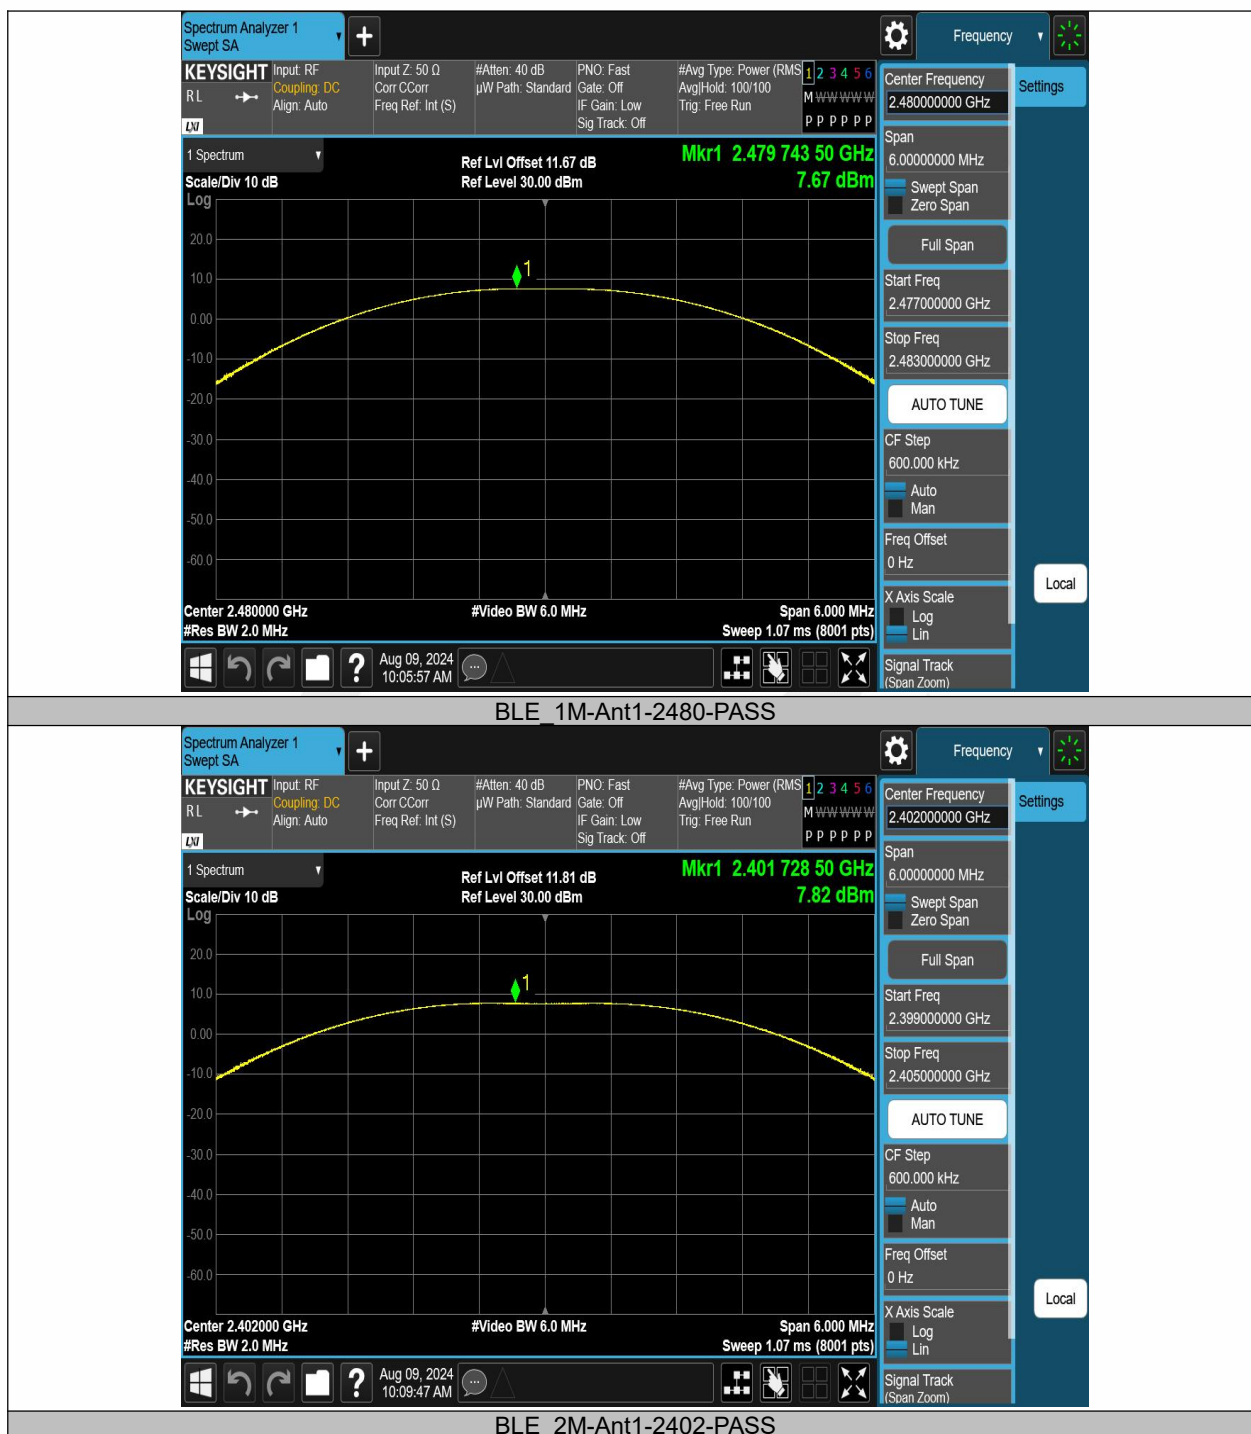 Spectrum Analyzer 1
Swept SA
+
Frequency
KEYSIGHT
RL
LXI
Input: RF
Coupling: DC
Align: Auto
Input Z: 50 Ω
Corr CCorr
Freq Ref: Int (S)
#Atten: 40 dB
µW Path: Standard
PNO: Fast
Gate: Off
IF Gain: Low
Sig Track: Off
#Avg Type: Power (RMS
Avg|Hold: 100/100
Trig: Free Run
1 2 3 4 5 6
M W W W W W
P P P P P P
Center Frequency
2.480000000 GHz
Settings
Span
6.00000000 MHz
Swept Span
Zero Span
Full Span
Start Freq
2.477000000 GHz
Stop Freq
2.483000000 GHz
AUTO TUNE
CF Step
600.000 kHz
Auto
Man
Freq Offset
0 Hz
X Axis Scale
Log
Lin
Signal Track
(Span Zoom)
Local
1 Spectrum
Scale/Div 10 dB
Log
Ref Lvl Offset 11.67 dB
Ref Level 30.00 dBm
Mkr1 2.479 743 50 GHz
7.67 dBm
20.0
10.0
0.00
-10.0
-20.0
-30.0
-40.0
-50.0
-60.0
1
Center 2.480000 GHz
#Res BW 2.0 MHz
#Video BW 6.0 MHz
Span 6.000 MHz
Sweep 1.07 ms (8001 pts)
?
Aug 09, 2024
10:05:57 AM
BLE_1M-Ant1-2480-PASS
Spectrum Analyzer 1
Swept SA
+
Frequency
KEYSIGHT
RL
LXI
Input: RF
Coupling: DC
Align: Auto
Input Z: 50 Ω
Corr CCorr
Freq Ref: Int (S)
#Atten: 40 dB
µW Path: Standard
PNO: Fast
Gate: Off
IF Gain: Low
Sig Track: Off
#Avg Type: Power (RMS
Avg|Hold: 100/100
Trig: Free Run
1 2 3 4 5 6
M W W W W W
P P P P P P
Center Frequency
2.402000000 GHz
Settings
Span
6.00000000 MHz
Swept Span
Zero Span
Full Span
Start Freq
2.399000000 GHz
Stop Freq
2.405000000 GHz
AUTO TUNE
CF Step
600.000 kHz
Auto
Man
Freq Offset
0 Hz
X Axis Scale
Log
Lin
Signal Track
(Span Zoom)
Local
1 Spectrum
Scale/Div 10 dB
Log
Ref Lvl Offset 11.81 dB
Ref Level 30.00 dBm
Mkr1 2.401 728 50 GHz
7.82 dBm
20.0
10.0
0.00
-10.0
-20.0
-30.0
-40.0
-50.0
-60.0
1
Center 2.402000 GHz
#Res BW 2.0 MHz
#Video BW 6.0 MHz
Span 6.000 MHz
Sweep 1.07 ms (8001 pts)
?
Aug 09, 2024
10:09:47 AM
BLE_2M-Ant1-2402-PASS